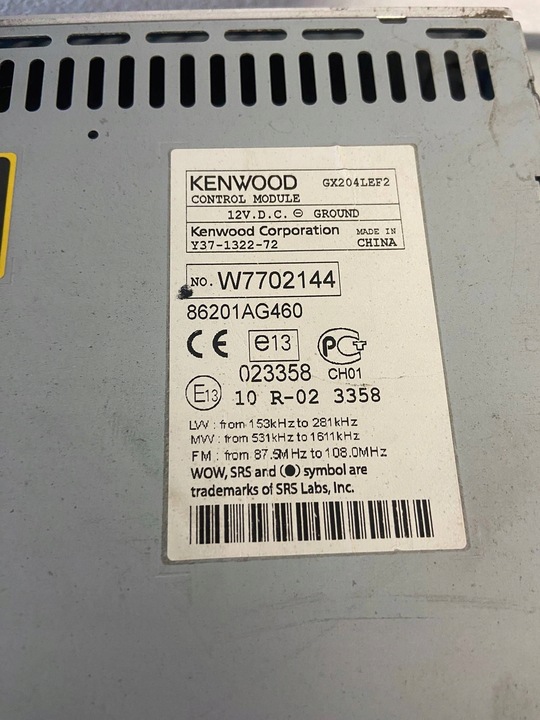 KENWOOD GX204LEF2
CONTROL MODULE
12V.D.C. ⊖ GROUND
Kenwood Corporation MADE IN
Y37-1322-72 CHINA
NO. W7702144
86201AG460
CE e13 PCT
023358 CH01
E13 10 R-02 3358
LW : from 153kHz to 281kHz
MW : from 531kHz to 1611kHz
FM : from 87.5MHz to 108.0MHz
WOW, SRS and (●) symbol are
trademarks of SRS Labs, Inc.